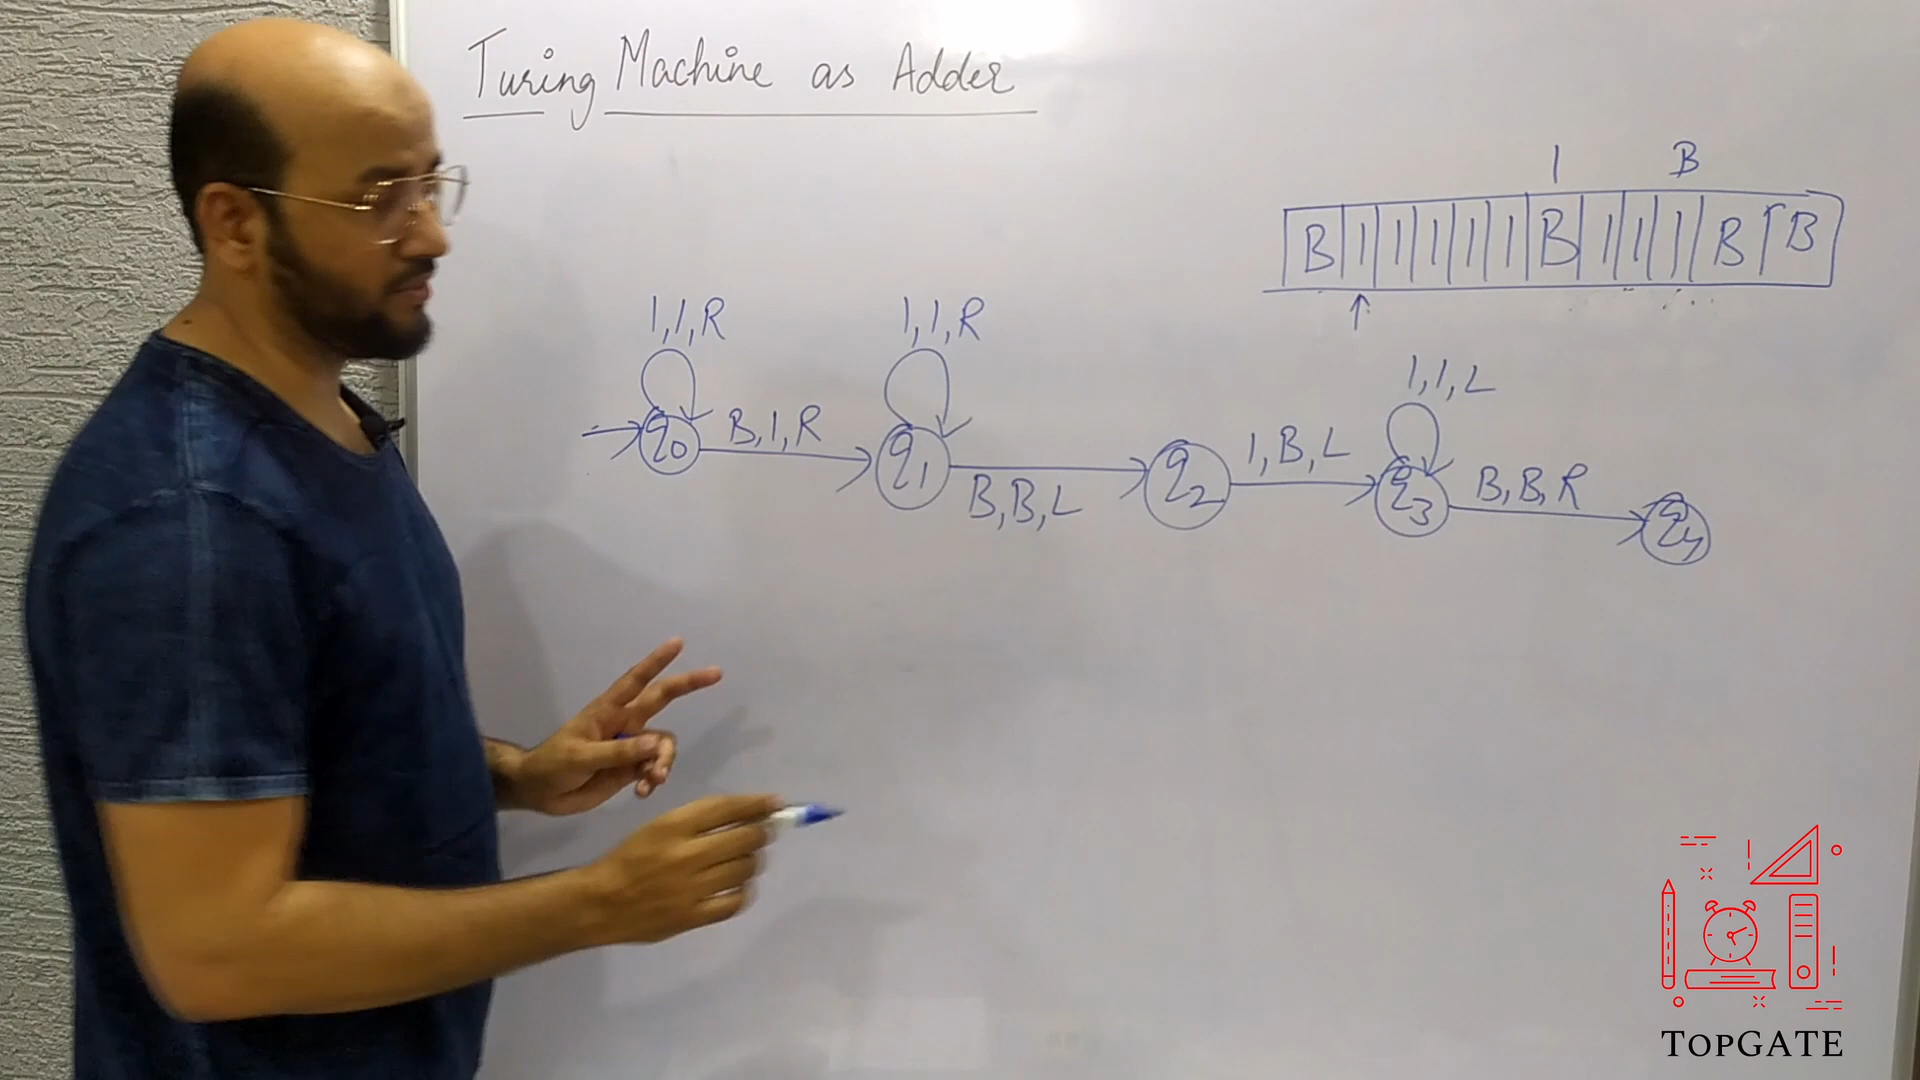 Turing Machine as Adder
1 B
B 1 1 1 1 1 B 1 1 1 B B
1,1,R 1,1,R
1,1,L
q0 B,1,R q1 B,B,L q2 1,B,L q3 B,B,R q4
TOPGATE